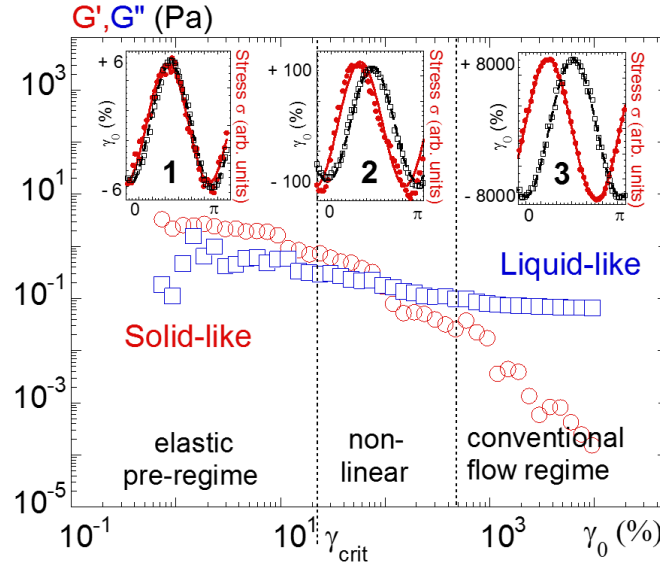 G',G" (Pa)
10³
10¹
10⁻¹
10⁻³
10⁻⁵
+ 6
γ₀ (%)
- 6
1
0
π
Stress σ (arb. units)
+ 100
γ₀ (%)
- 100
2
0
π
Stress σ (arb. units)
+ 8000
γ₀ (%)
- 8000
3
0
π
Stress σ (arb. units)
Liquid-like
Solid-like
elastic
pre-regime
non-
linear
conventional
flow regime
10⁻¹
10¹
γcrit
10³
γ₀ (%)